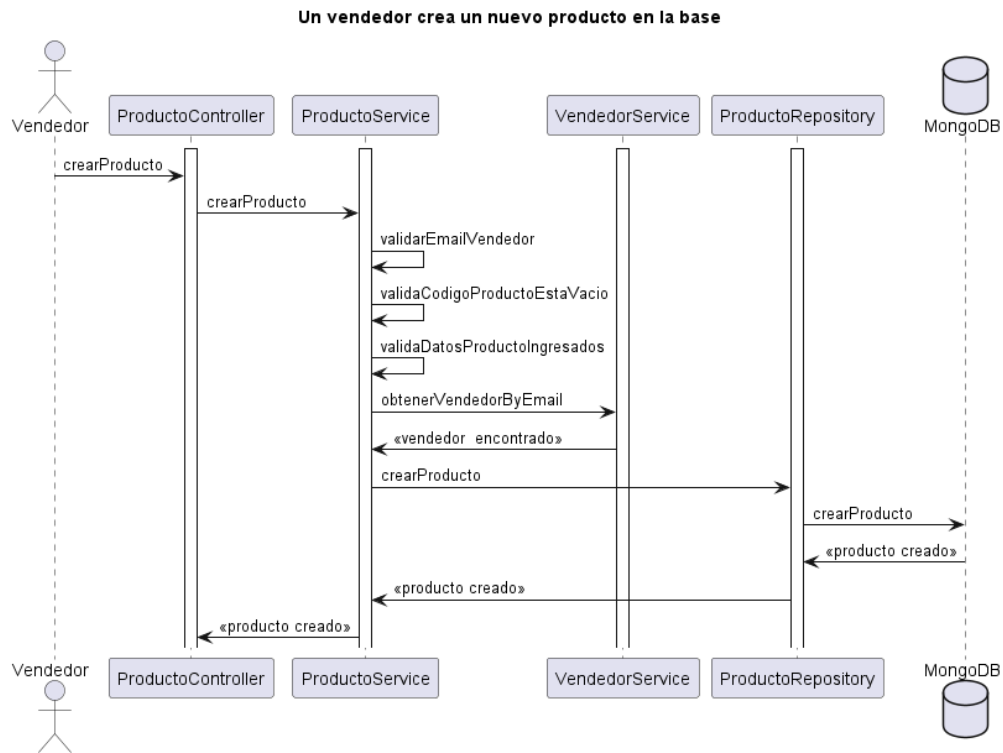 Un vendedor crea un nuevo producto en la base
Vendedor
ProductoController
ProductoService
VendedorService
ProductoRepository
MongoDB
crearProducto
crearProducto
validarEmailVendedor
validaCodigoProductoEstaVacio
validaDatosProductoIngresados
obtenerVendedorByEmail
«vendedor encontrado»
crearProducto
crearProducto
«producto creado»
«producto creado»
«producto creado»
Vendedor
ProductoController
ProductoService
VendedorService
ProductoRepository
MongoDB